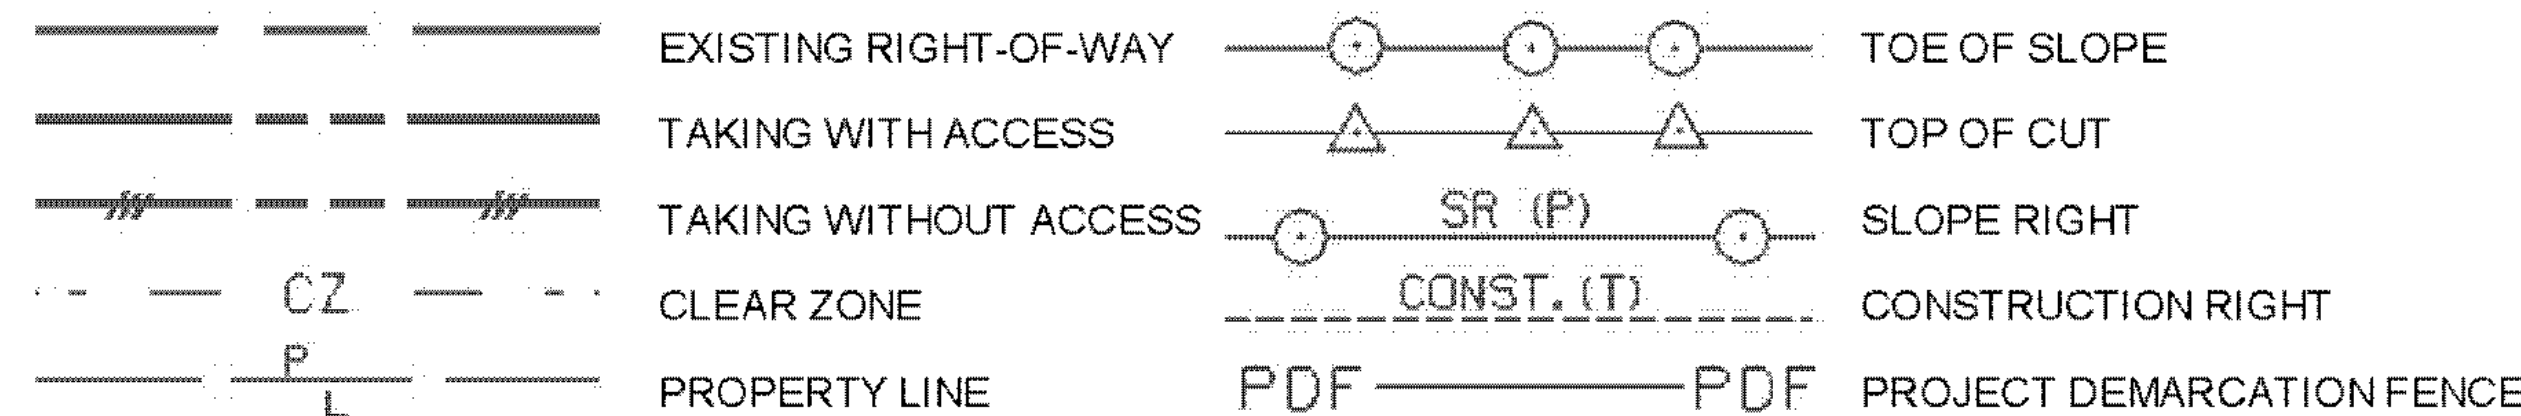 EXISTING RIGHT-OF-WAY
TAKING WITH ACCESS
TAKING WITHOUT ACCESS
CZ CLEAR ZONE
P
L
PROPERTY LINE
TOE OF SLOPE
TOP OF CUT
SR (P) SLOPE RIGHT
CONST.(T) CONSTRUCTION RIGHT
PDF PDF PROJECT DEMARCATION FENCE